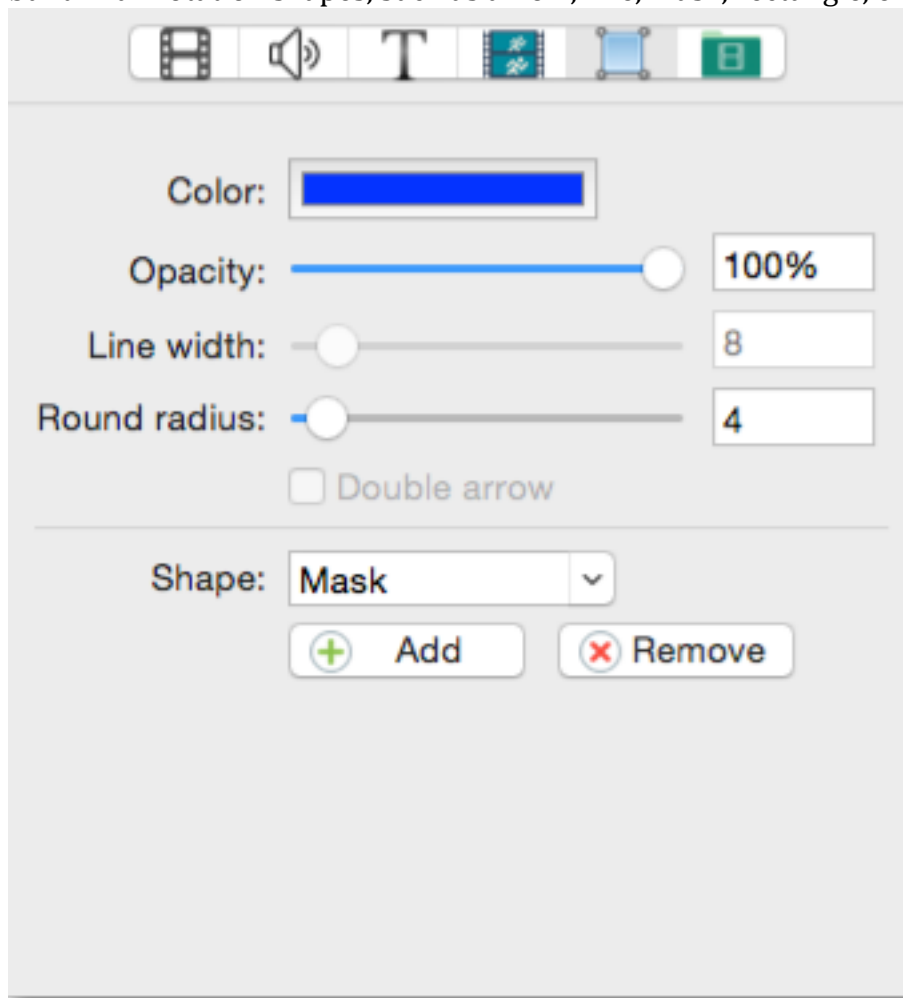 T
Color:
Opacity: 100%
Line width: 8
Round radius: 4
Double arrow
Shape: Mask
Add Remove